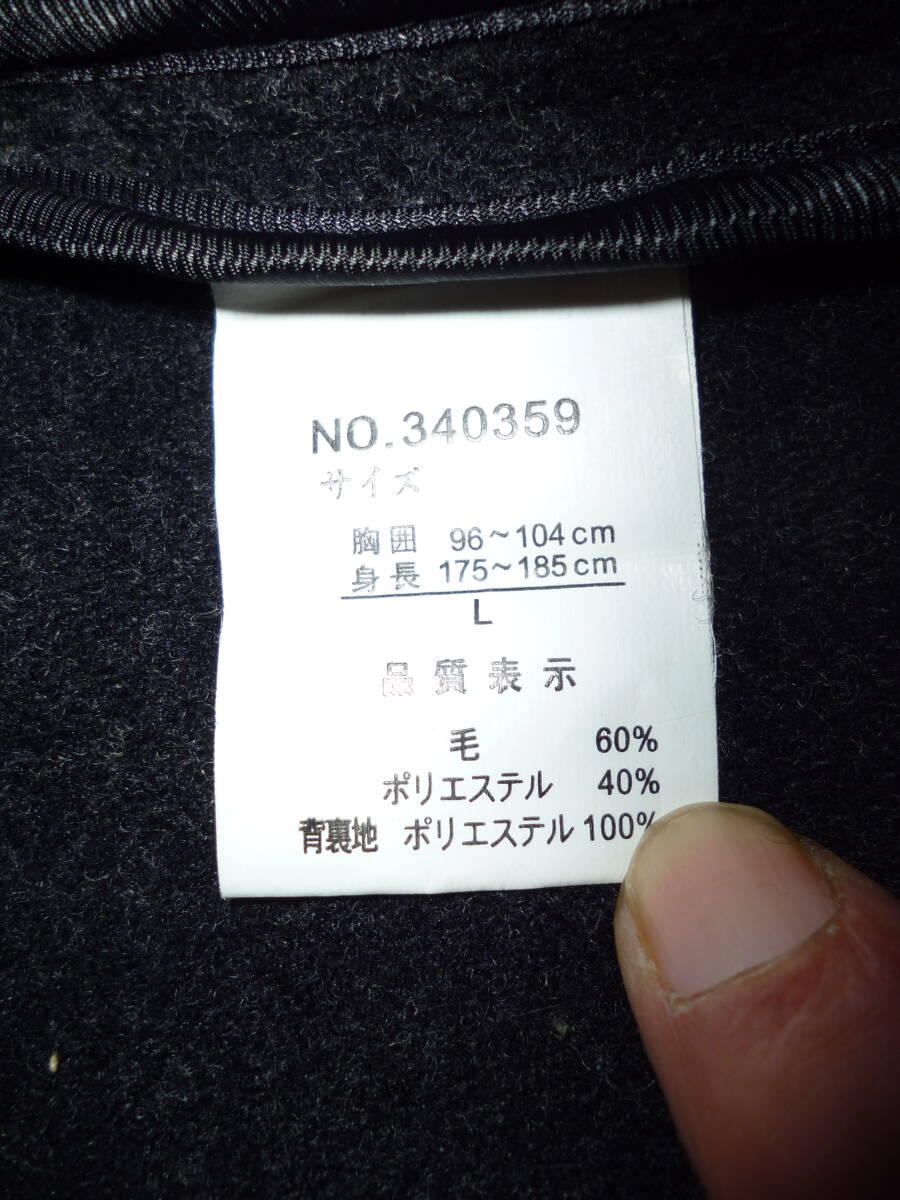 NO.340359
サイズ
胸囲 96~104cm
身長 175~185cm
L
品質表示
毛 60%
ポリエステル 40%
背裏地 ポリエステル 100%